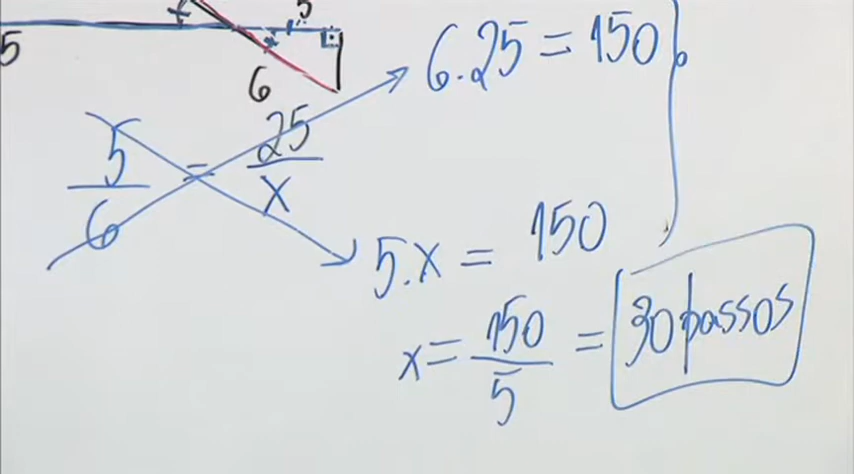 5
5
6
6.25 = 150
5/6 = 25/x
5.x = 150
x = 150/5 = 30 passos